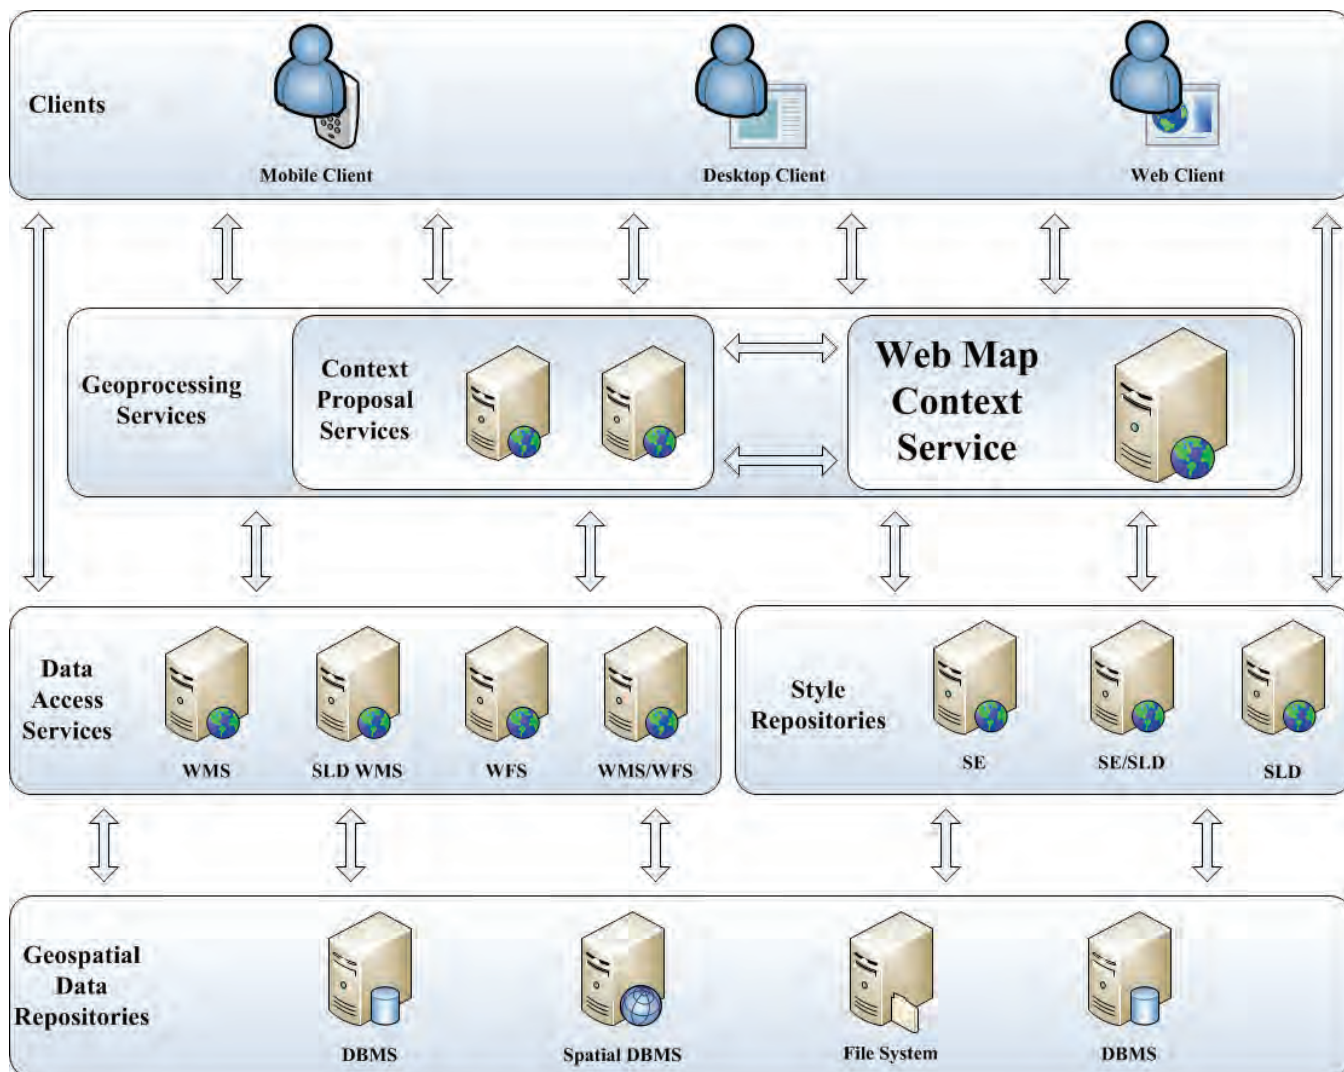 Clients
Mobile Client
Desktop Client
Web Client
Geoprocessing
Services
Context
Proposal
Services
Web Map
Context
Service
Data
Access
Services
WMS
SLD WMS
WFS
WMS/WFS
Style
Repositories
SE
SE/SLD
SLD
Geospatial
Data
Repositories
DBMS
Spatial DBMS
File System
DBMS